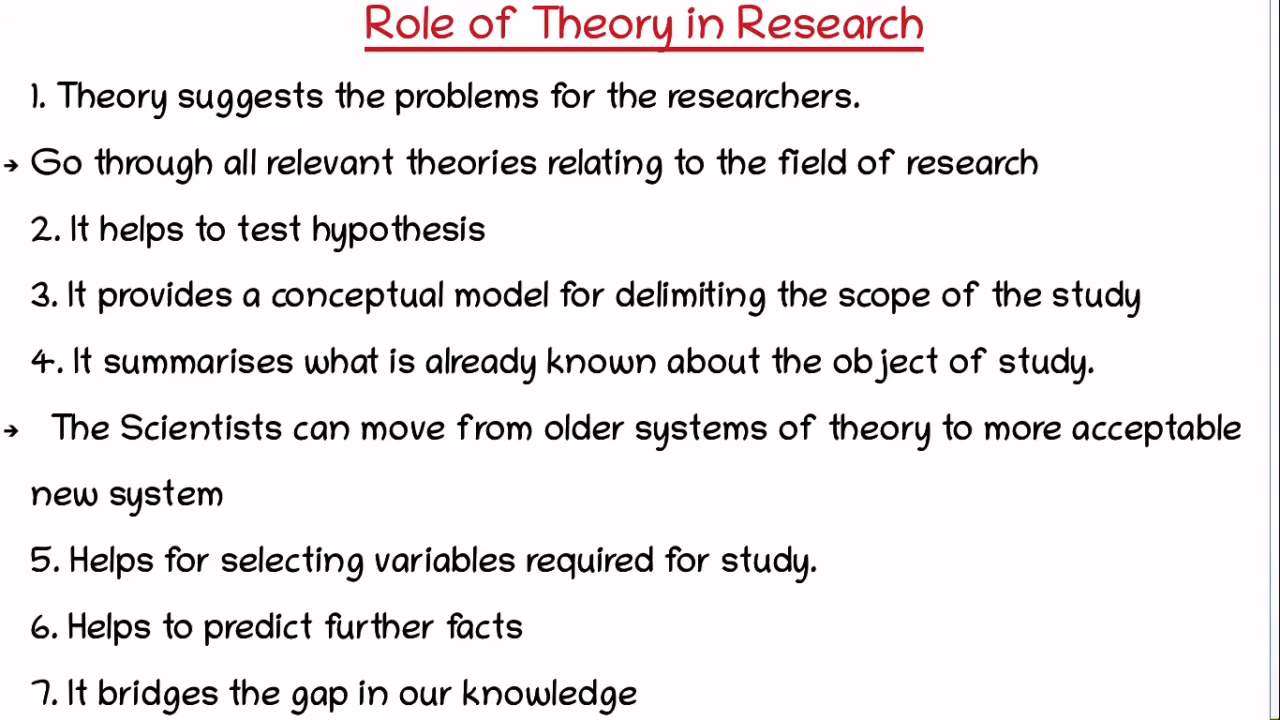 Role of Theory in Research
1. Theory suggests the problems for the researchers.
→ Go through all relevant theories relating to the field of research
2. It helps to test hypothesis
3. It provides a conceptual model for delimiting the scope of the study
4. It summarises what is already known about the object of study.
→ The Scientists can move from older systems of theory to more acceptable
new system
5. Helps for selecting variables required for study.
6. Helps to predict further facts
7. It bridges the gap in our knowledge